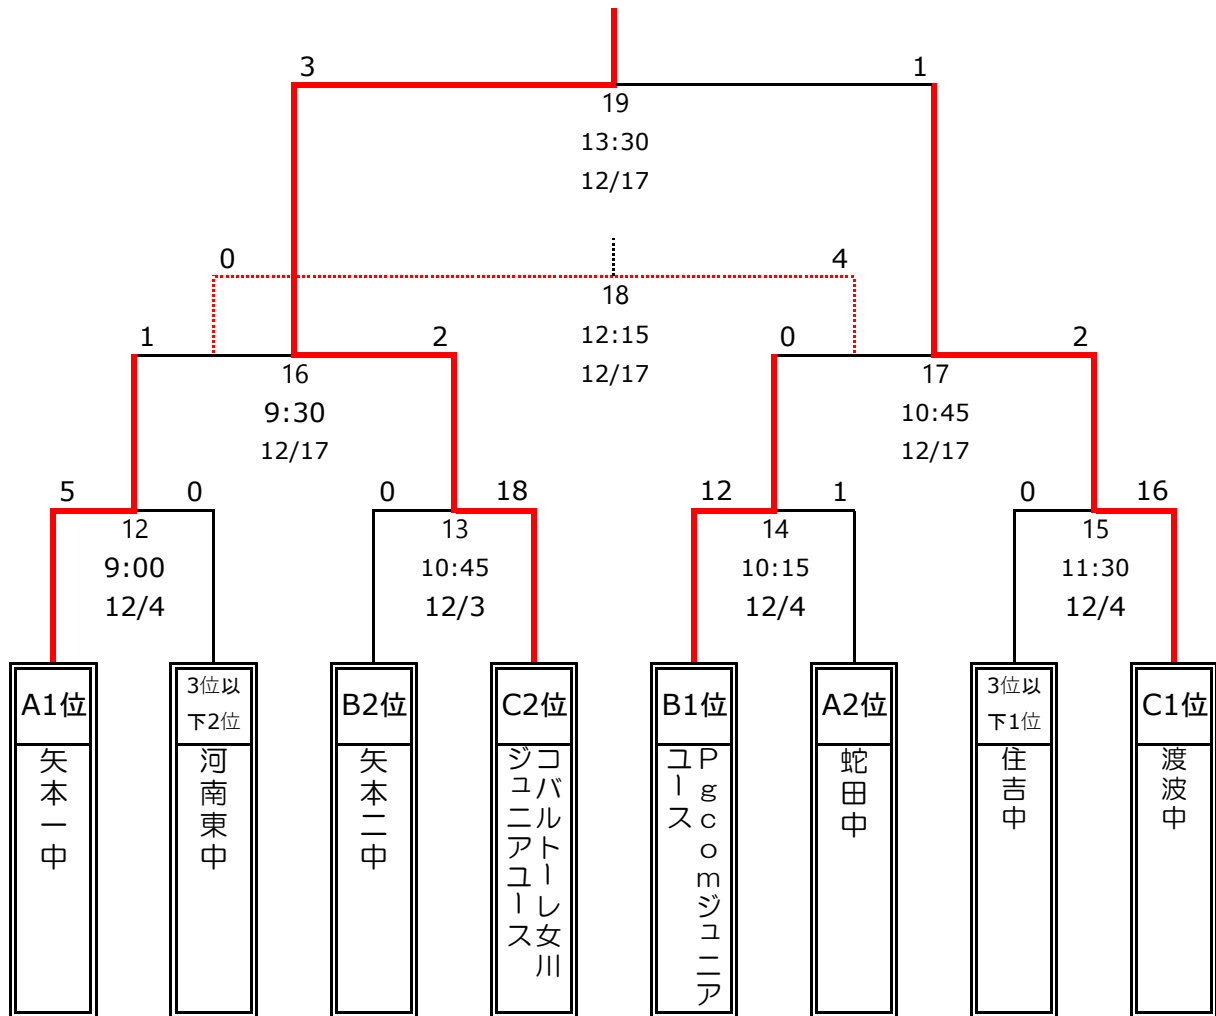 3 1
19
13:30
12/17
0 4
18
12:15
12/17
1 2 0 2
16 17
9:30 10:45
12/17 12/17
5 0 0 18 12 1 0 16
12 13 14 15
9:00 10:45 10:15 11:30
12/4 12/3 12/4 12/4
A1位
矢本一中
3位以
下2位
河南東中
B2位
矢本二中
C2位
コバルトーレ女川
ジュニアユース
B1位
Ｐｇｃｏｍジュニア
ユース
A2位
蛇田中
3位以
下1位
住吉中
C1位
渡波中